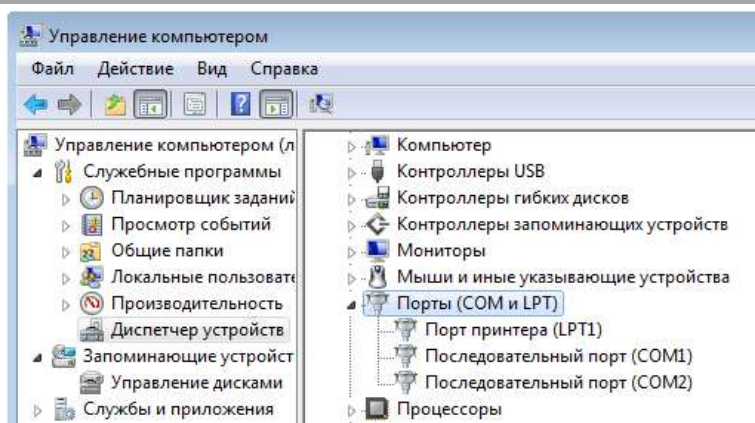 Управление компьютером
Файл Действие Вид Справка
Управление компьютером (л
Служебные программы
Планировщик заданий
Просмотр событий
Общие папки
Локальные пользовате
Производительность
Диспетчер устройств
Запоминающие устройст
Управление дисками
Службы и приложения
Компьютер
Контроллеры USB
Контроллеры гибких дисков
Контроллеры запоминающих устройств
Мониторы
Мыши и иные указывающие устройства
Порты (COM и LPT)
Порт принтера (LPT1)
Последовательный порт (COM1)
Последовательный порт (COM2)
Процессоры